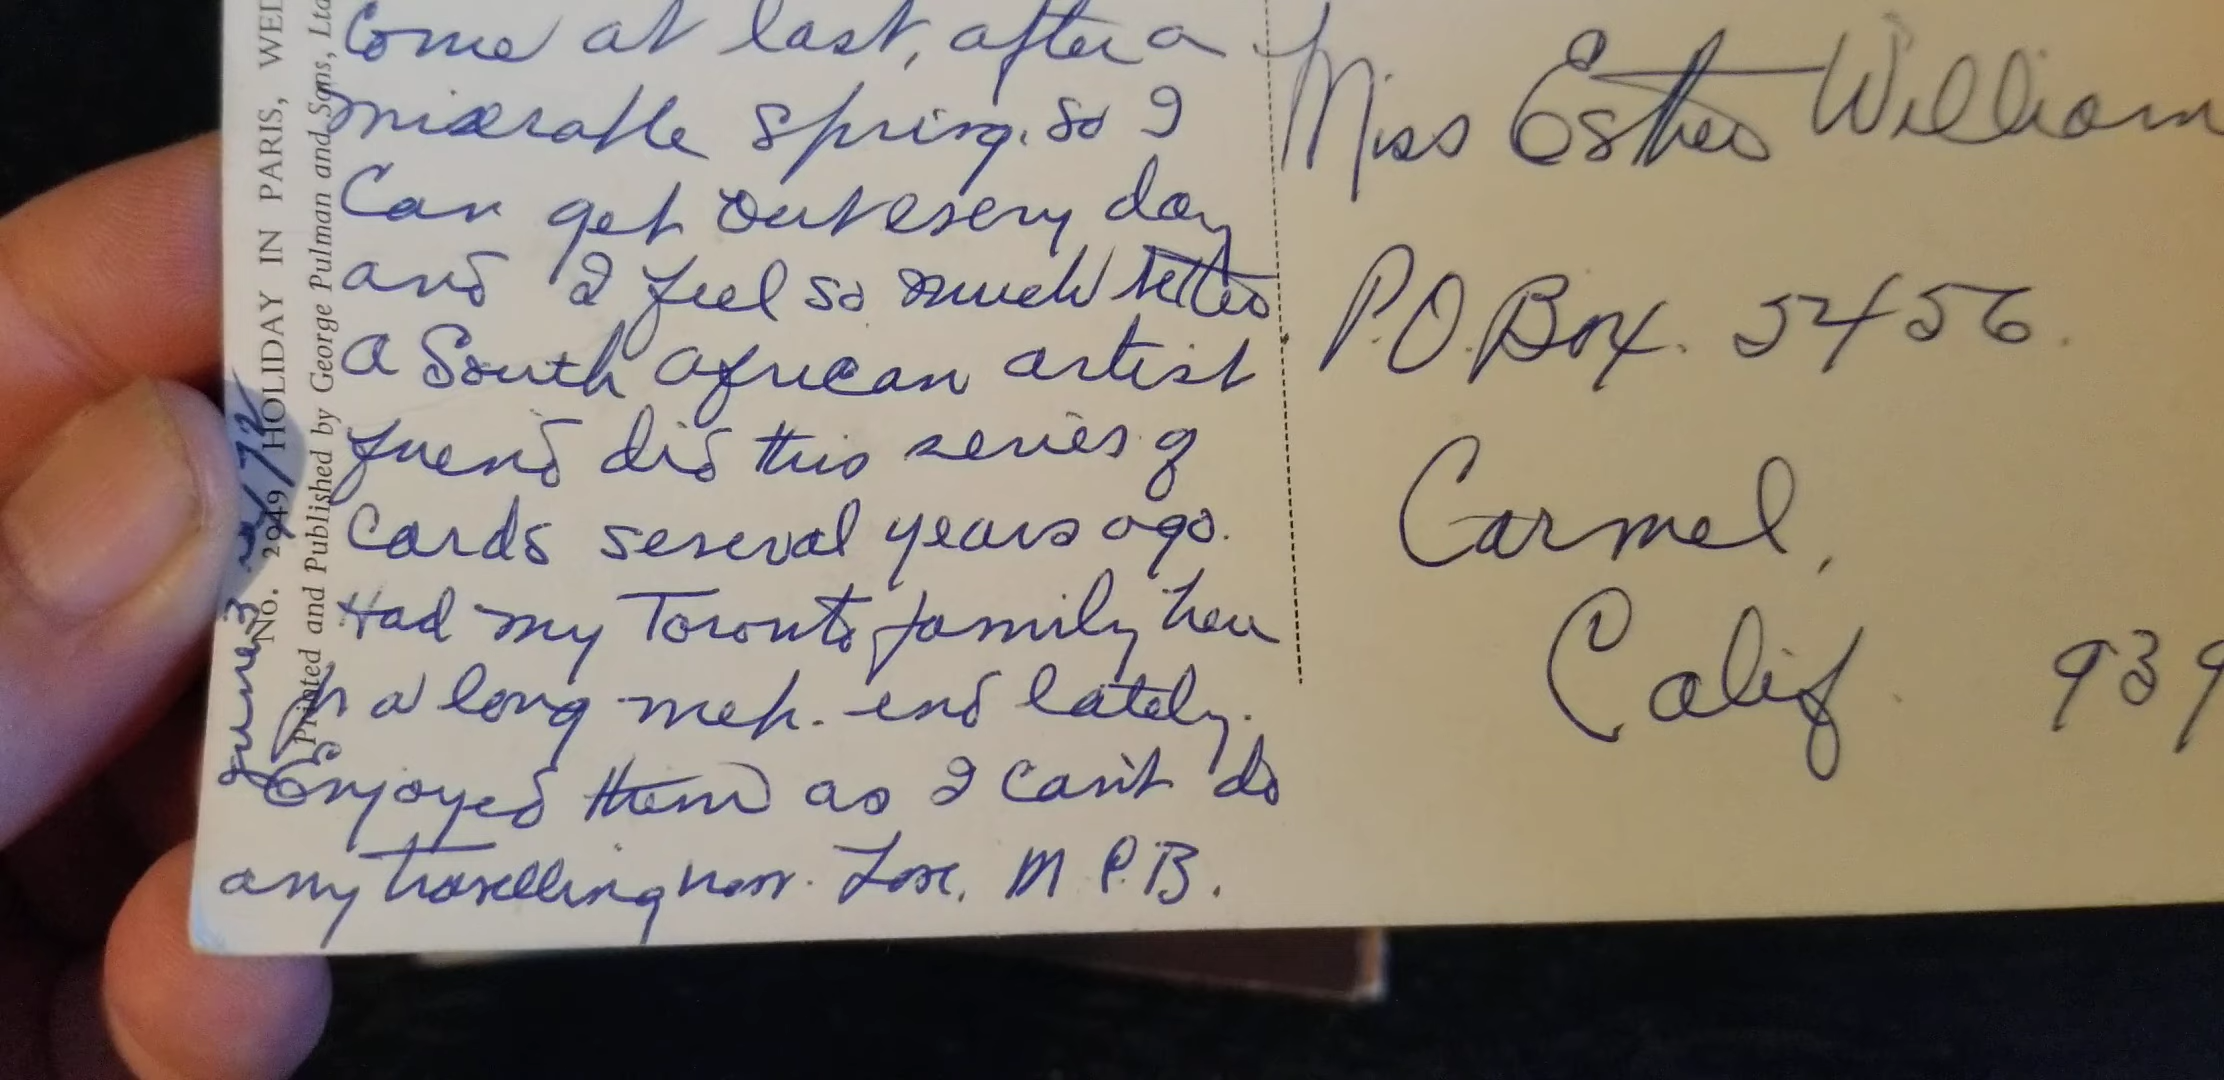 Come at last, after a
miserable spring. So I
Can get out every day
and I feel so much better
A South African artist
friend did this series of
Cards several years ago.
Had my Toronto family here
for a long wek. end lately.
Enjoyed them as I can't do
any travelling now. Love, M P.B.
June 3 /72
No. 2949 HOLIDAY IN PARIS,
Printed and Published by George Pulman and Sons, Ltd
Miss Esther William
P.O. Box. 5456.
Carmel,
Calif. 939